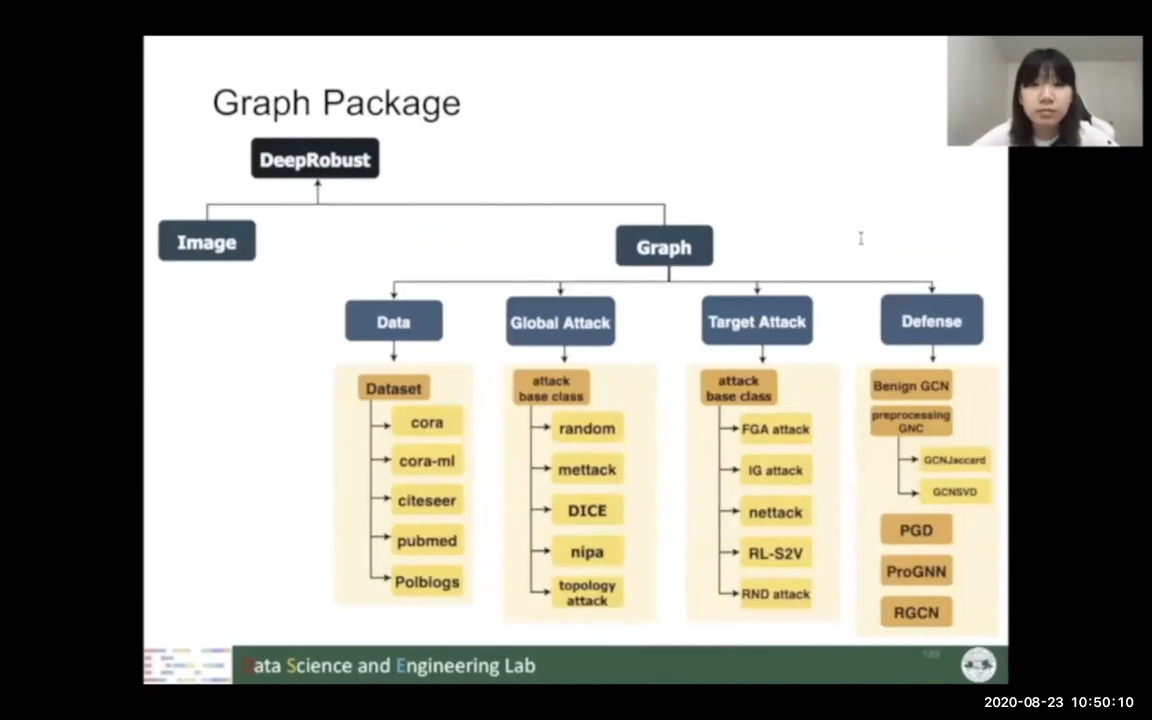 Graph Package
DeepRobust
Image
Graph
Data
Global Attack
Target Attack
Defense
Dataset
cora
cora-ml
citeseer
pubmed
Polblogs
attack
base class
random
mettack
DICE
nipa
topology
attack
attack
base class
FGA attack
IG attack
nettack
RL-S2V
RND attack
Benign GCN
preprocessing
GNC
GCNJaccard
GCNSVD
PGD
ProGNN
RGCN
Data Science and Engineering Lab
2020-08-23 10:50:10